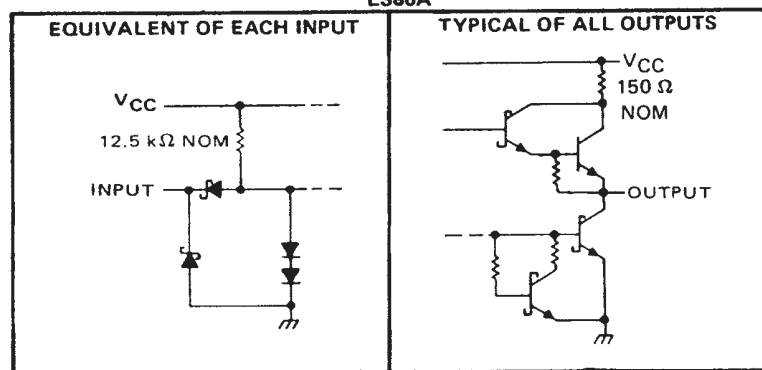 EQUIVALENT OF EACH INPUT
VCC
12.5 kΩ NOM
INPUT
TYPICAL OF ALL OUTPUTS
VCC
150 Ω
NOM
OUTPUT